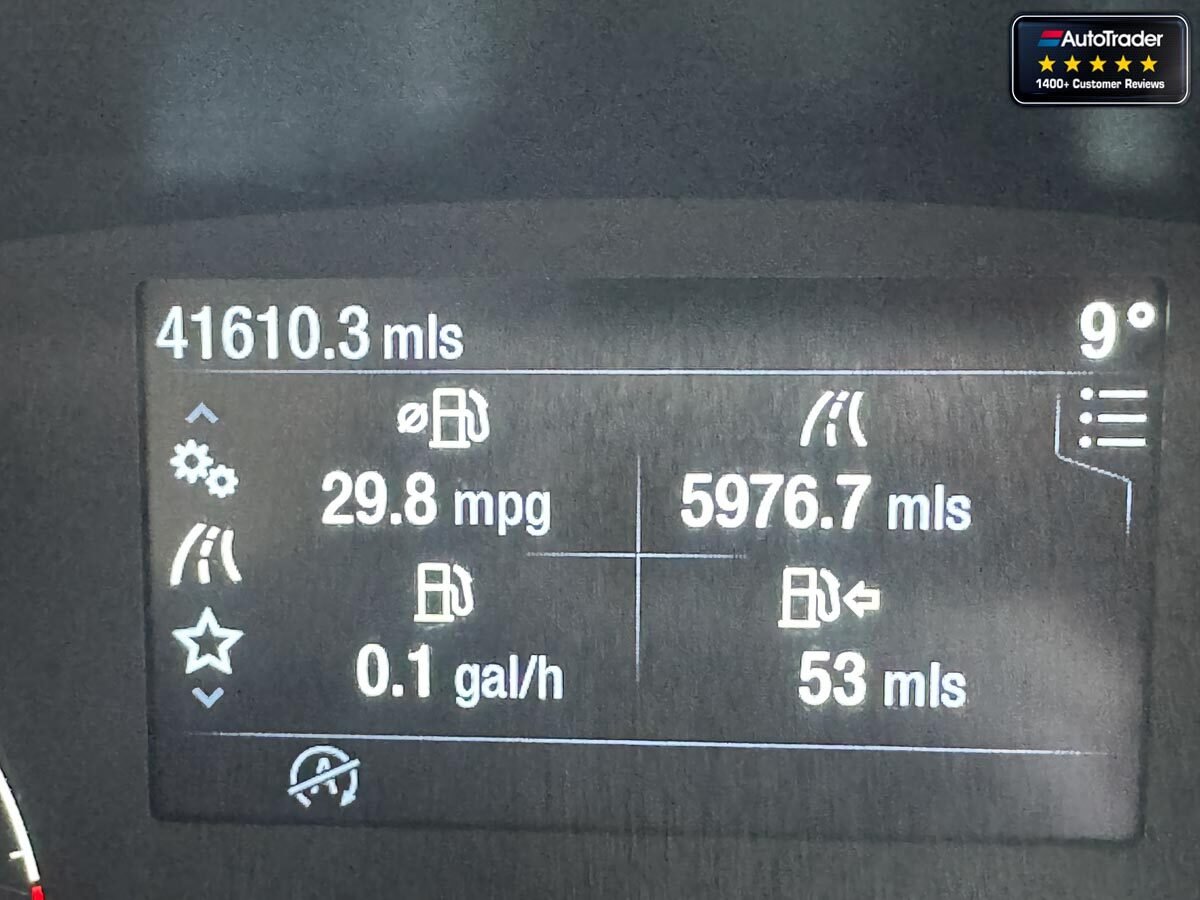 AutoTrader
1400+ Customer Reviews
41610.3 mls
9°
29.8 mpg
5976.7 mls
0.1 gal/h
53 mls
A